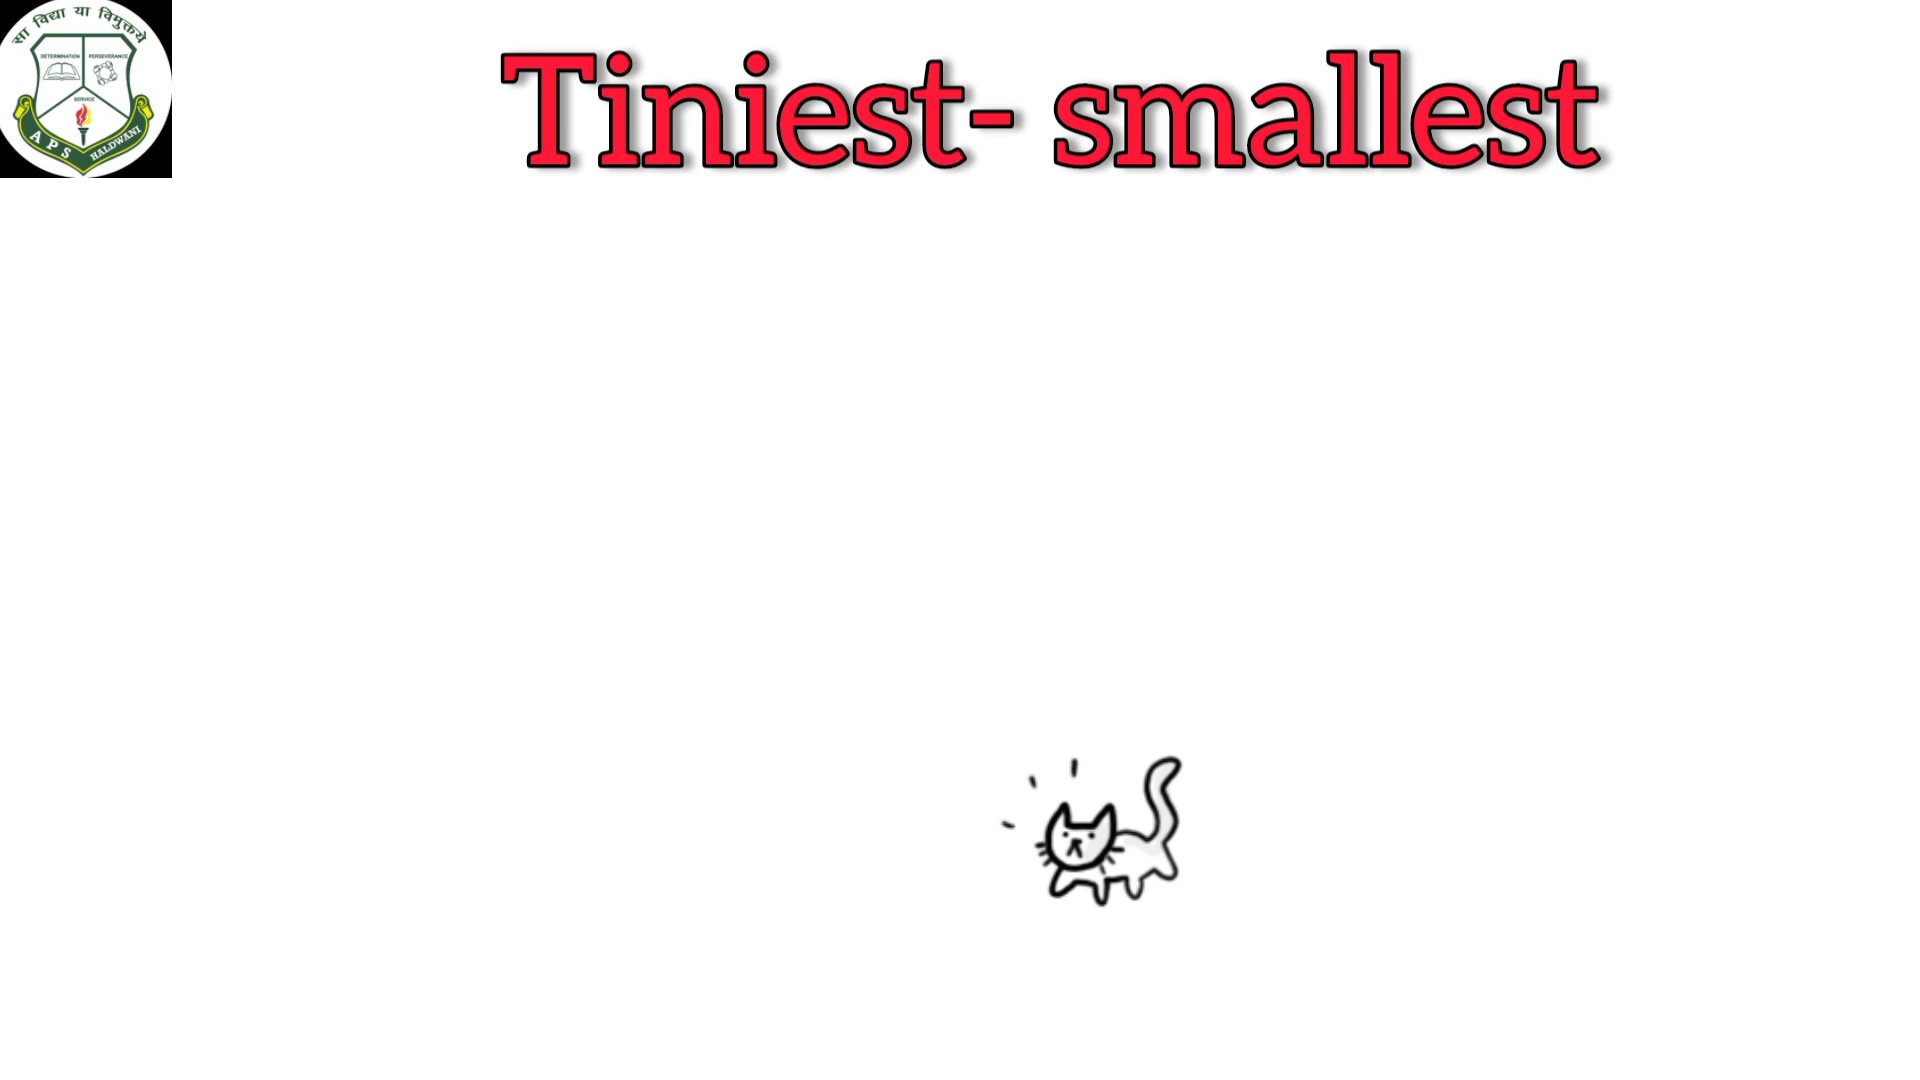 सा विद्या या विमुक्तये
DETERMINATION PERSEVERANCE
SERVICE
APS HALDWANI
Tiniest- smallest